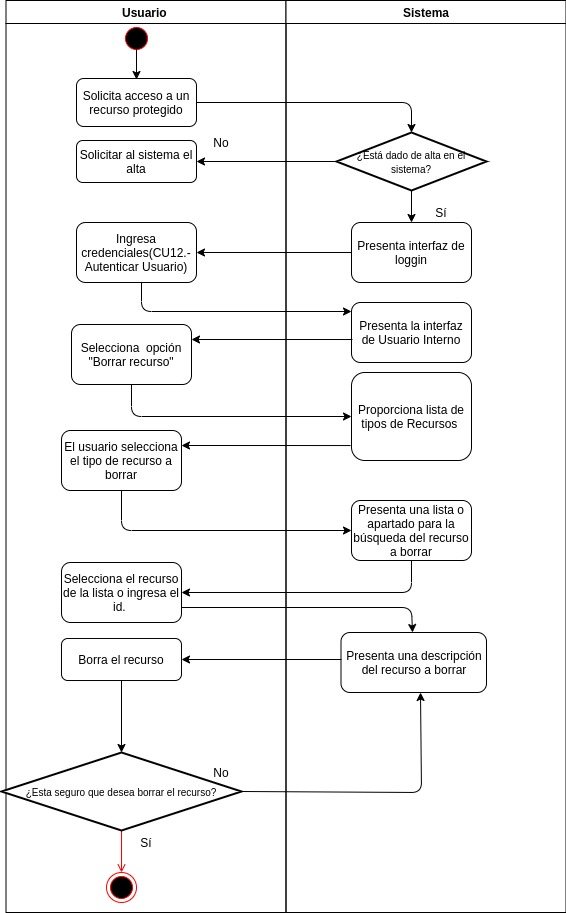 Usuario
Sistema
Solicita acceso a un
recurso protegido
No
¿Está dado de alta en el
sistema?
Solicitar al sistema el
alta
Sí
Ingresa
credenciales(CU12.-
Autenticar Usuario)
Presenta interfaz de
loggin
Presenta la interfaz
de Usuario Interno
Selecciona opción
"Borrar recurso"
Proporciona lista de
tipos de Recursos
El usuario selecciona
el tipo de recurso a
borrar
Presenta una lista o
apartado para la
búsqueda del recurso
a borrar
Selecciona el recurso
de la lista o ingresa el
id.
Presenta una descripción
del recurso a borrar
Borra el recurso
No
¿Esta seguro que desea borrar el recurso?
Sí